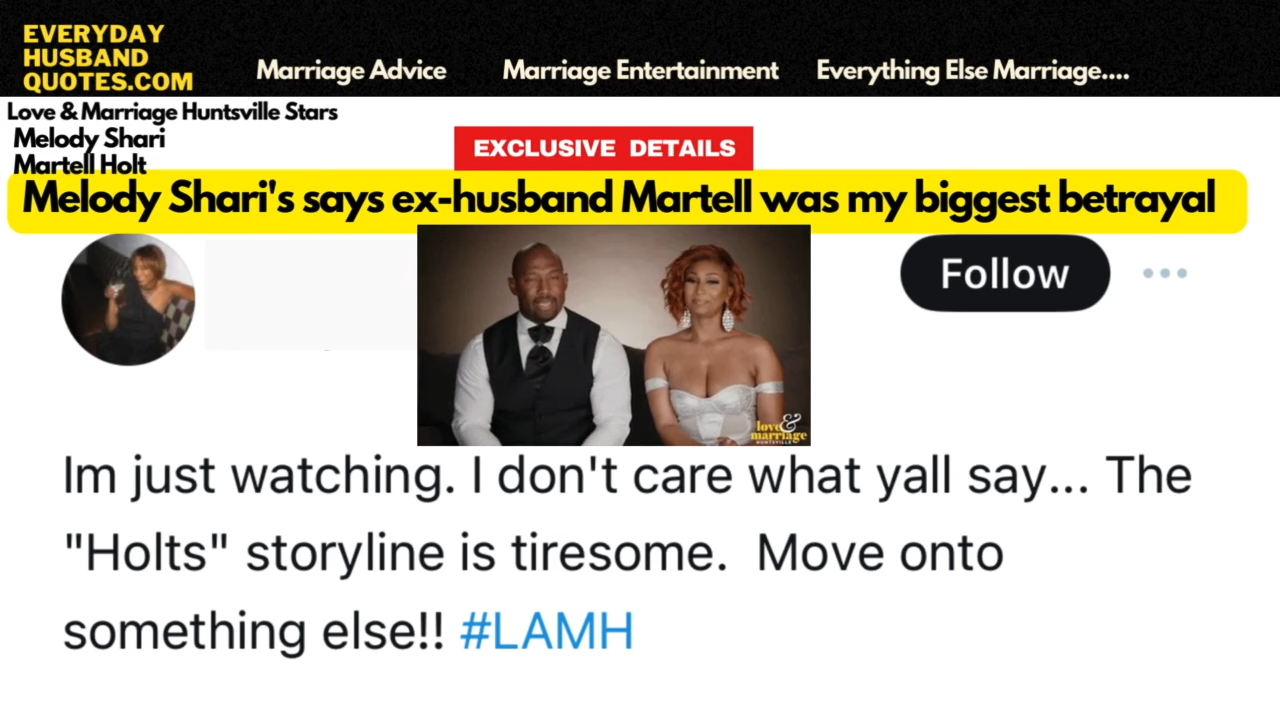 EVERYDAY
HUSBAND
QUOTES.COM
Marriage Advice
Marriage Entertainment
Everything Else Marriage....
Love & Marriage Huntsville Stars
Melody Shari
Martell Holt
EXCLUSIVE DETAILS
Melody Shari's says ex-husband Martell was my biggest betrayal
Follow
love &
marriage
HUNTSVILLE
Im just watching. I don't care what yall say... The
"Holts" storyline is tiresome. Move onto
something else!! #LAMH